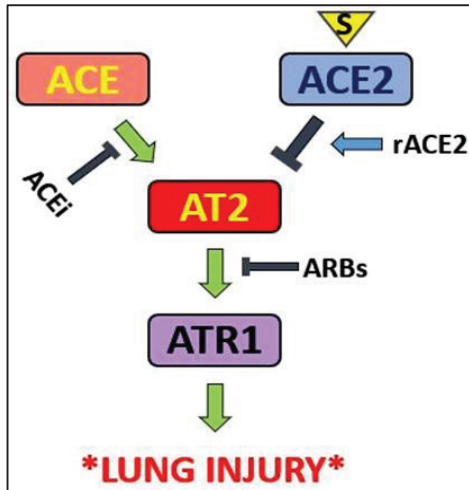 S
ACE
ACE2
rACE2
ACEi
AT2
ARBs
ATR1
*LUNG INJURY*